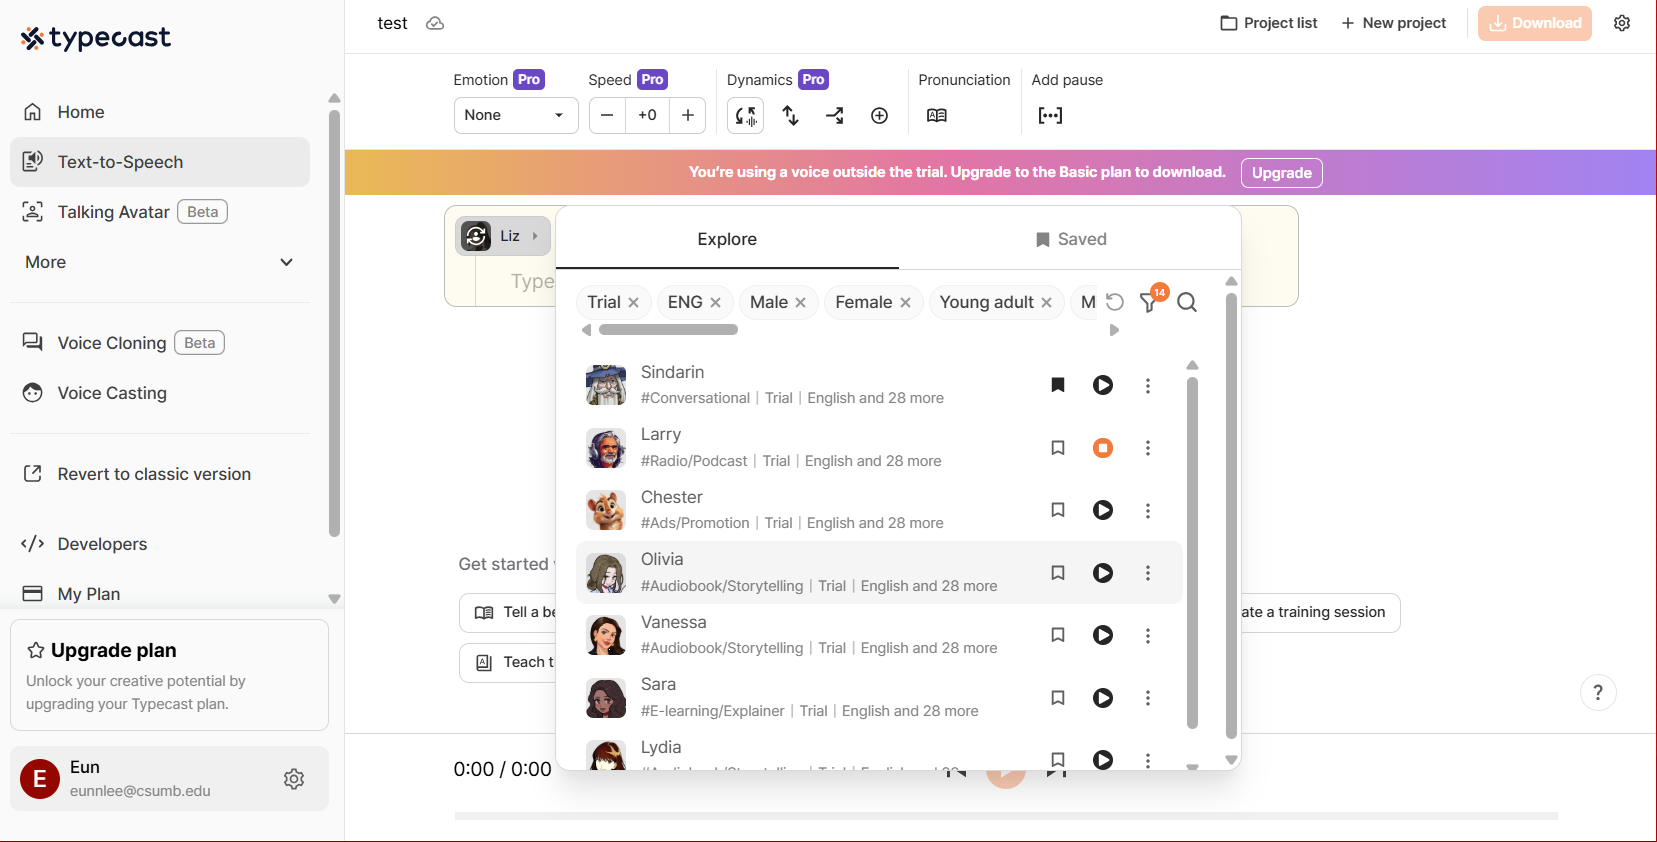 typecast
Home
Text-to-Speech
Talking Avatar Beta
More
Voice Cloning Beta
Voice Casting
Revert to classic version
Developers
My Plan
Upgrade plan
Unlock your creative potential by
upgrading your Typecast plan.
E
Eun
eunnlee@csumb.edu
test
Project list
New project
Download
Emotion Pro
Speed Pro
Dynamics Pro
Pronunciation
Add pause
None
+0
You're using a voice outside the trial. Upgrade to the Basic plan to download. Upgrade
Liz
Type
Explore
Saved
Trial
ENG
Male
Female
Young adult
M
14
Sindarin
#Conversational | Trial | English and 28 more
Larry
#Radio/Podcast | Trial | English and 28 more
Chester
#Ads/Promotion | Trial | English and 28 more
Olivia
#Audiobook/Storytelling | Trial | English and 28 more
Vanessa
#Audiobook/Storytelling | Trial | English and 28 more
Sara
#E-learning/Explainer | Trial | English and 28 more
Lydia
Get started
Tell a be
ate a training session
Teach t
?
0:00 / 0:00